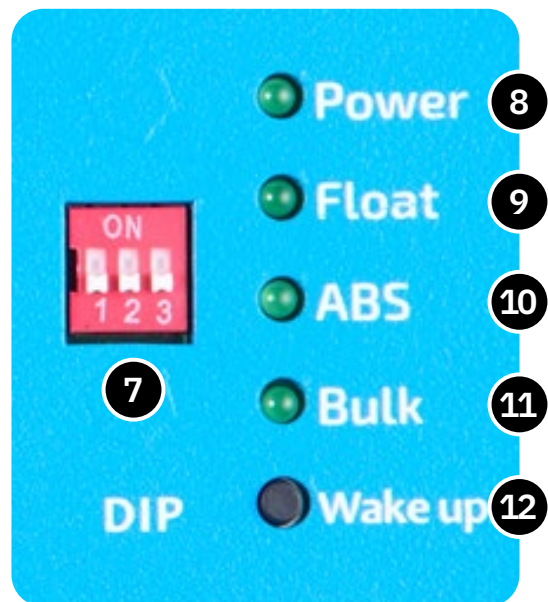 Power 8
Float 9
ON
1 2 3
ABS 10
7
Bulk 11
DIP
Wake up 12